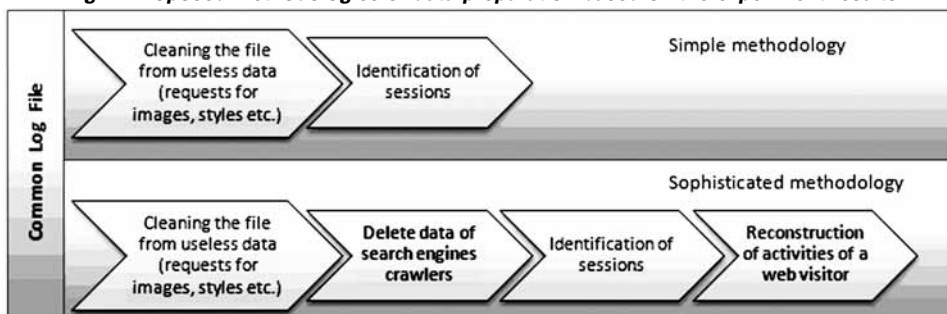 Common Log File
Simple methodology
Cleaning the file
from useless data
(requests for
images, styles etc.)
Identification of
sessions
Sophisticated methodology
Cleaning the file
from useless data
(requests for
images, styles etc.)
Delete data of
search engines
crawlers
Identification of
sessions
Reconstruction
of activities of a
web visitor